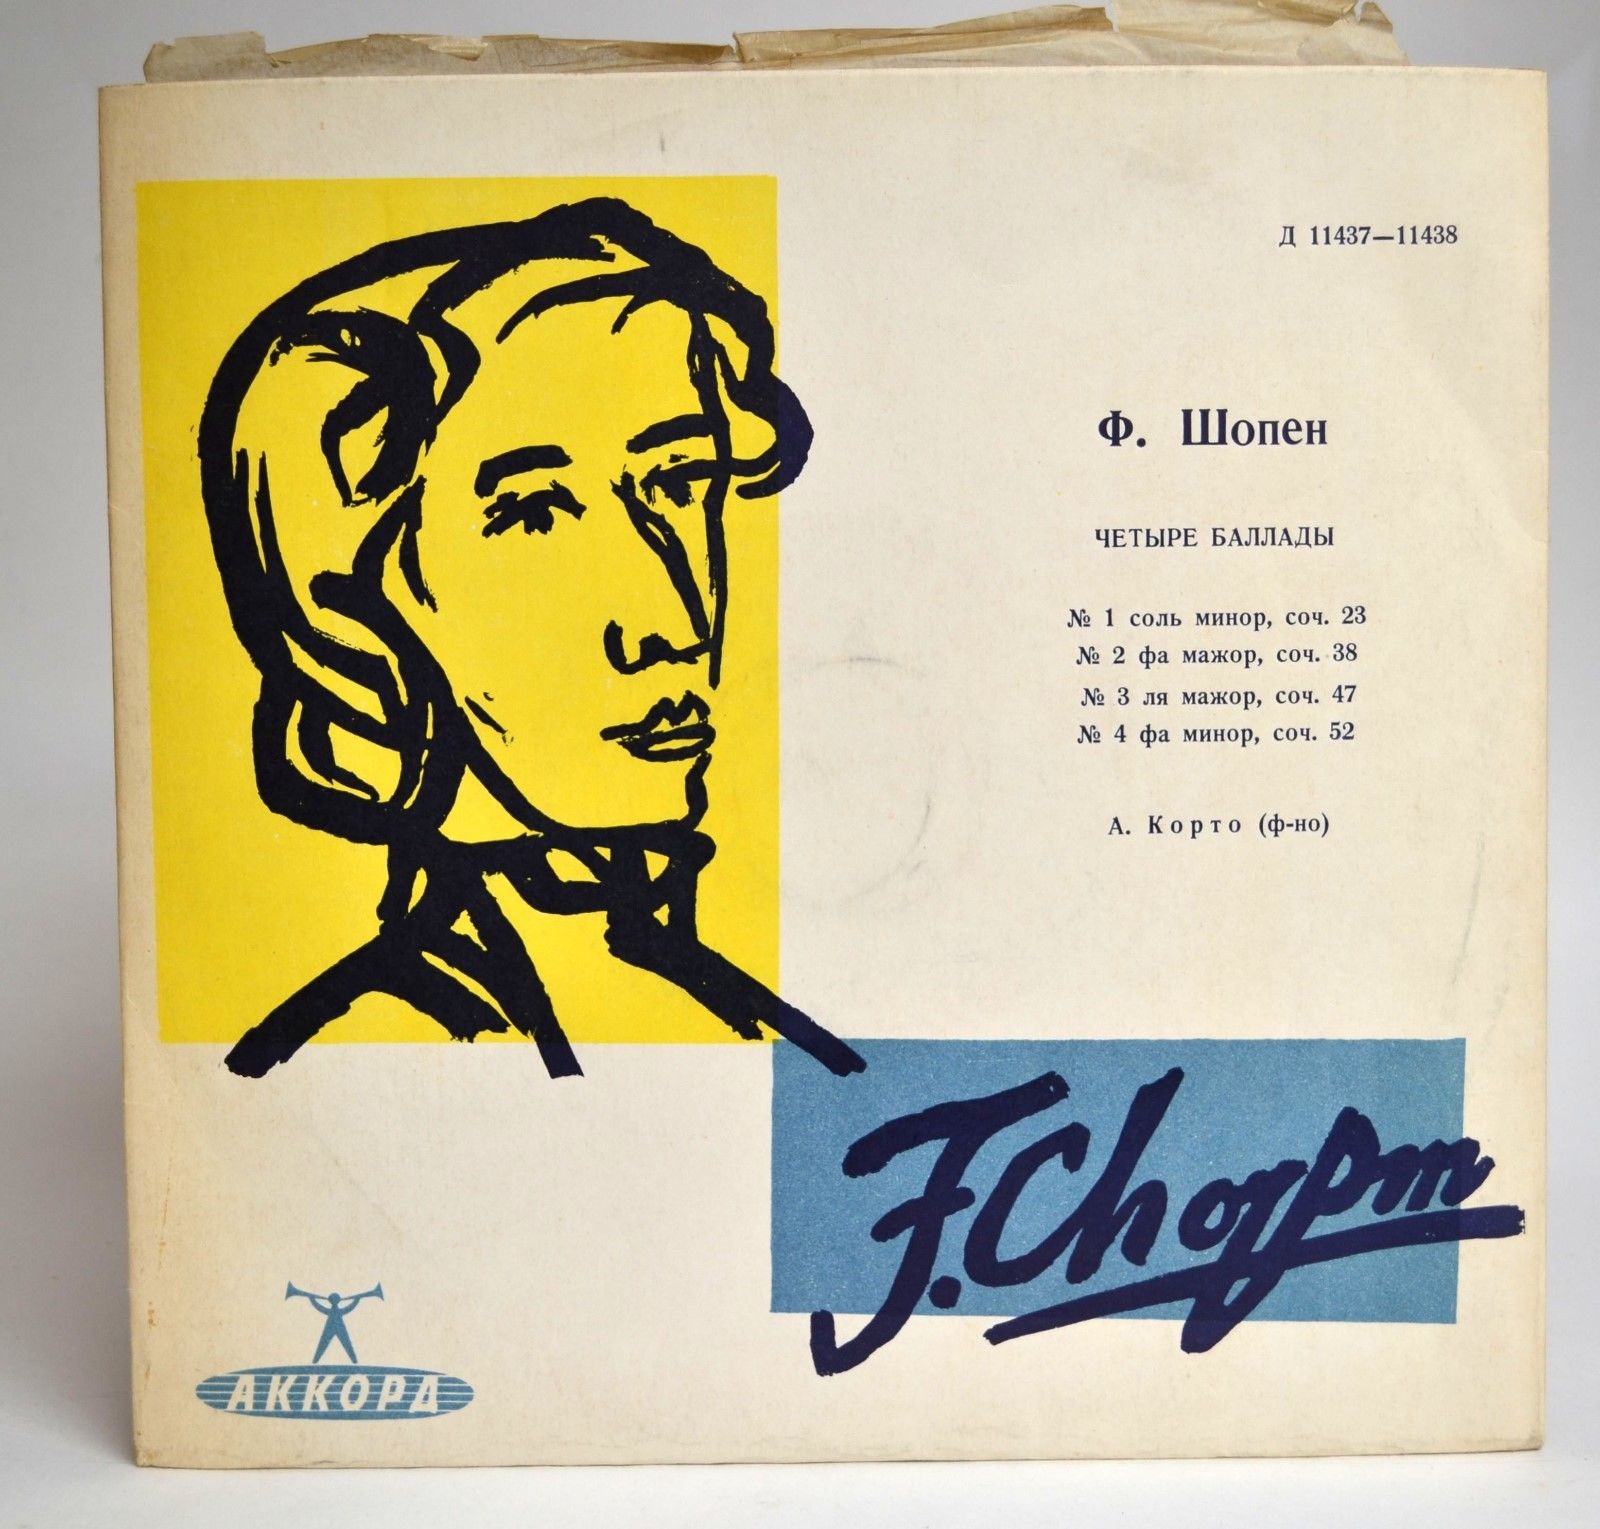 Д 11437—11438
Ф. Шопен
ЧЕТЫРЕ БАЛЛАДЫ
№ 1 соль минор, соч. 23
№ 2 фа мажор, соч. 38
№ 3 ля мажор, соч. 47
№ 4 фа минор, соч. 52
А. Корто (ф-но)
F. Chopin
АККОРД